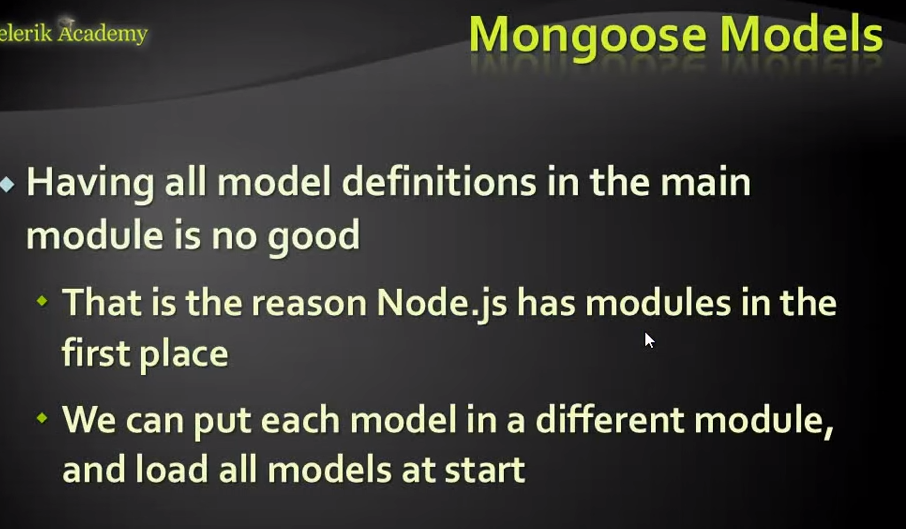 elerik Academy
Mongoose Models
Having all model definitions in the main
module is no good
That is the reason Node.js has modules in the
first place
We can put each model in a different module,
and load all models at start